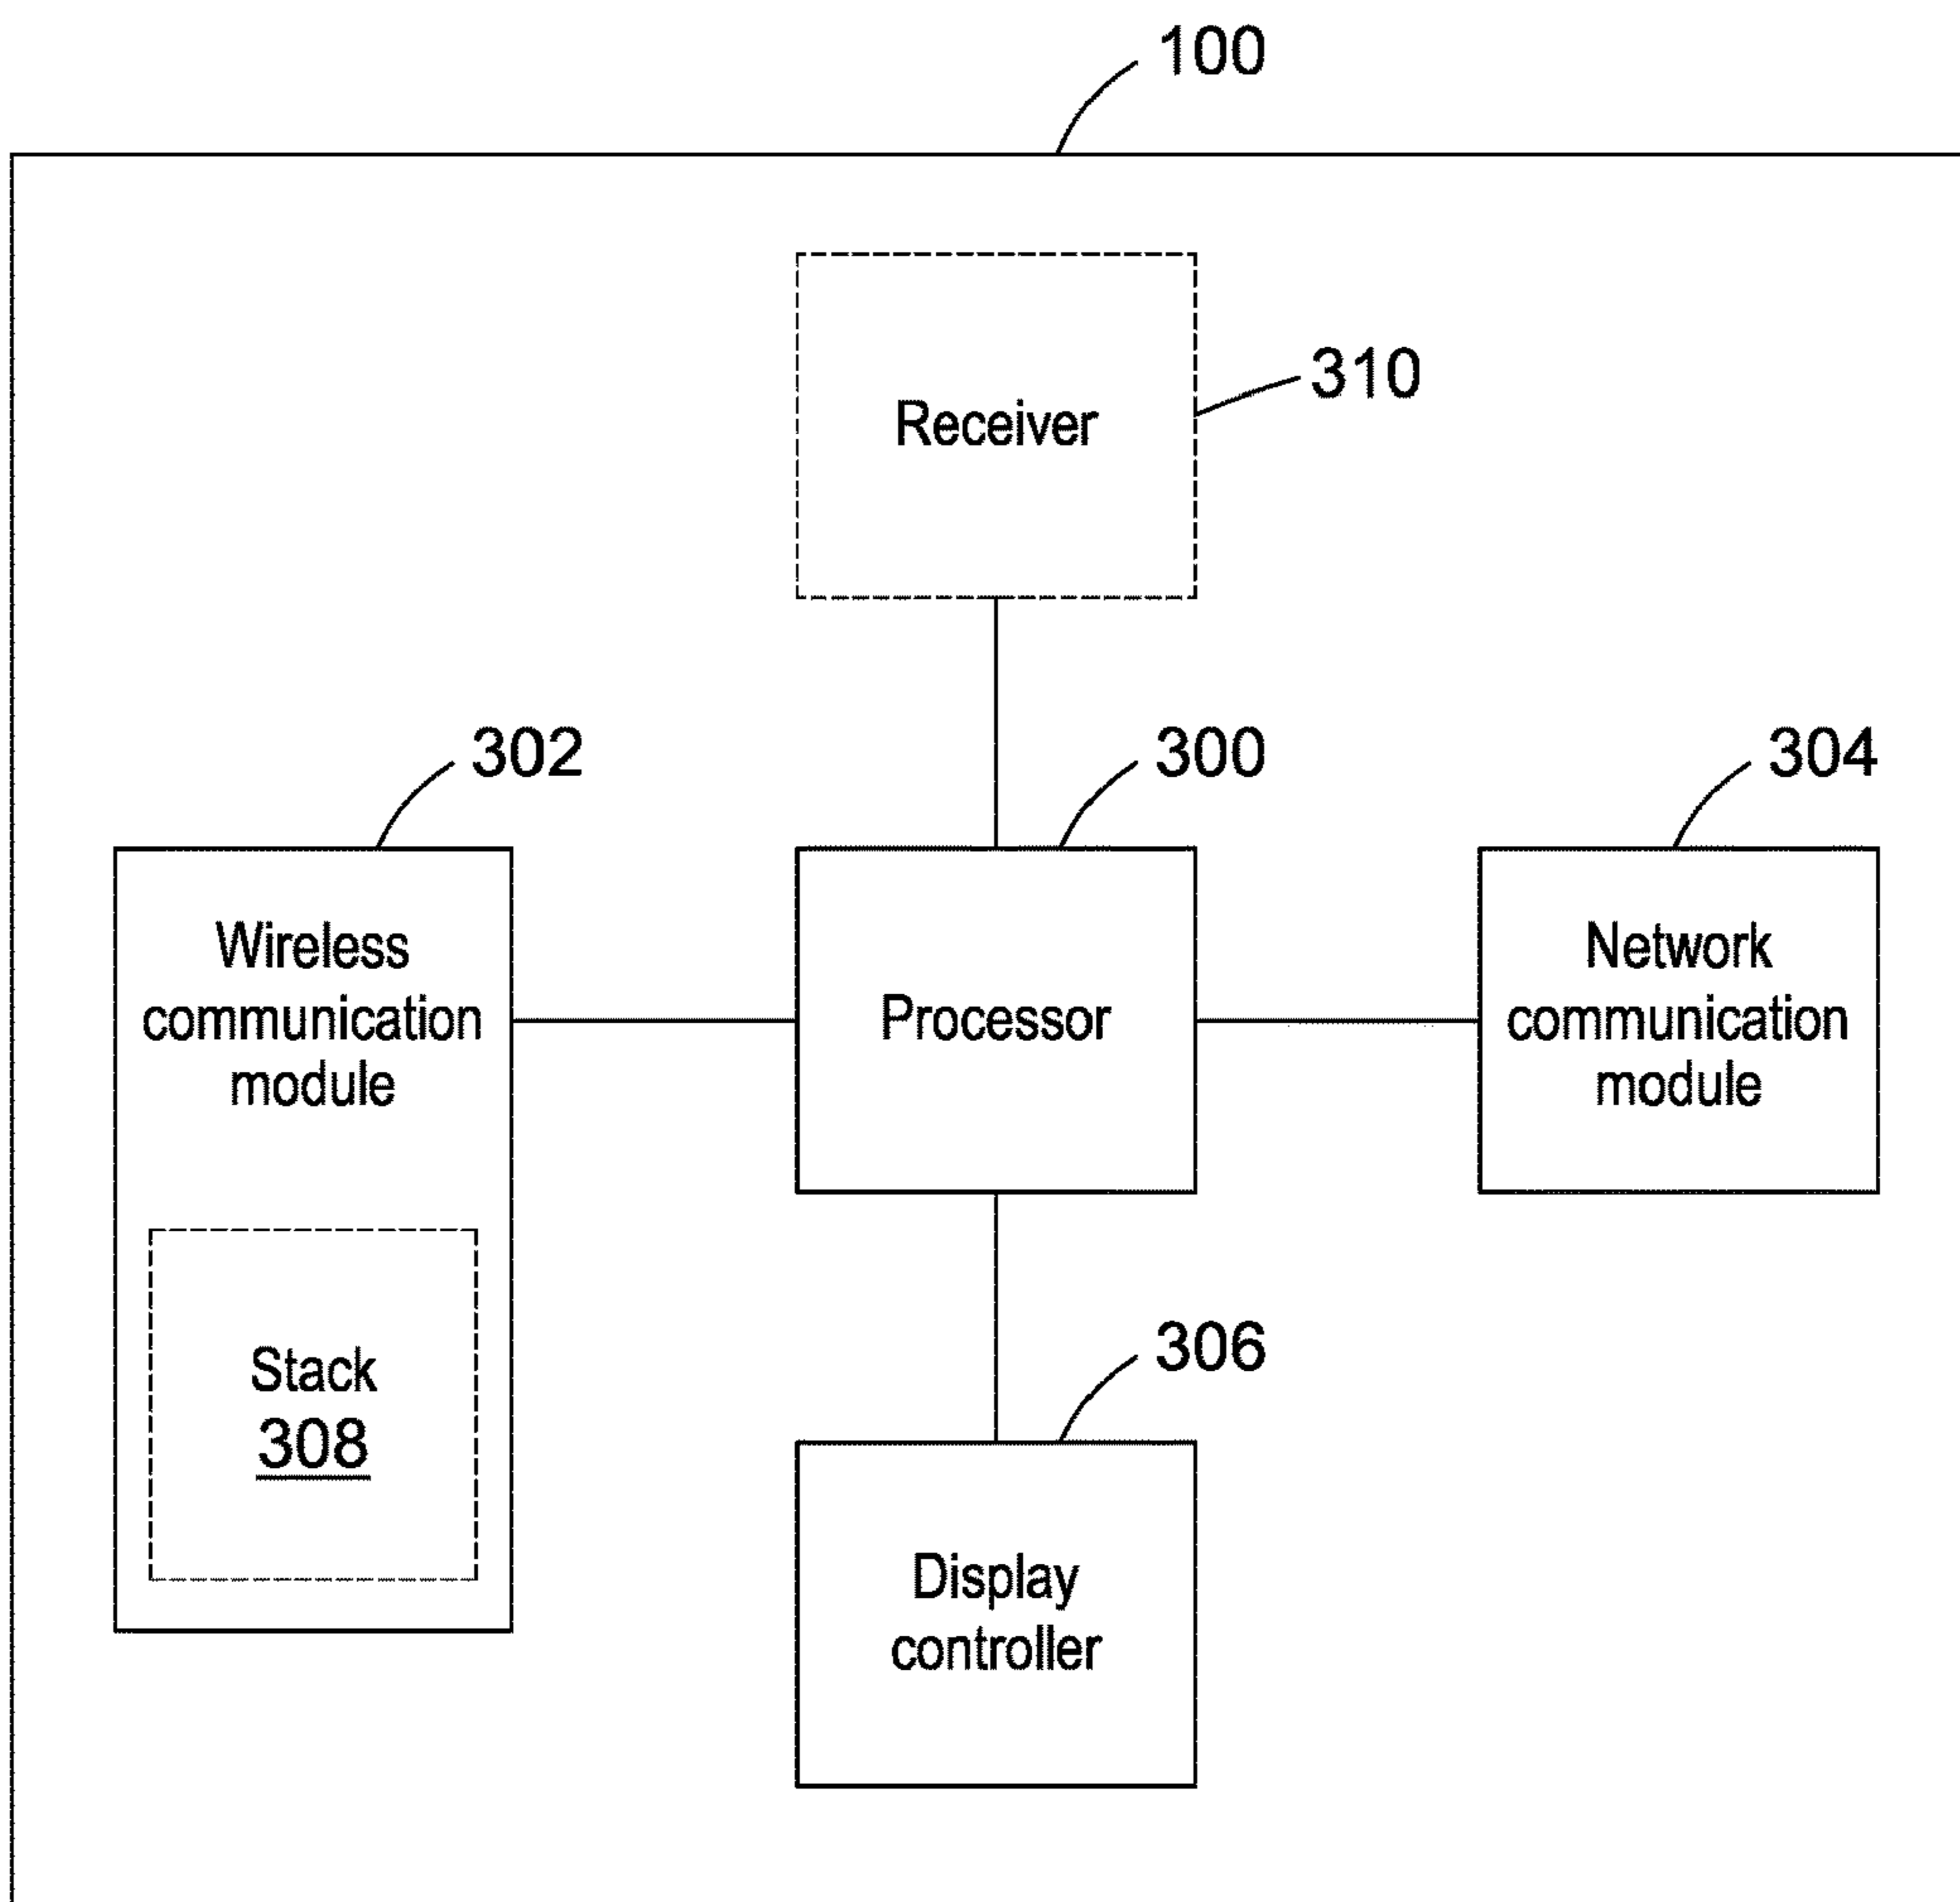 100
310
Receiver
302
300
304
Wireless
communication
module
Processor
Network
communication
module
306
Stack
308
Display
controller